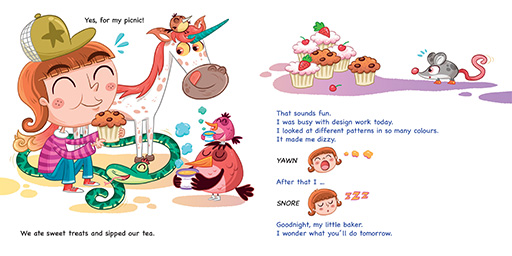 Yes, for my picnic!
We ate sweet treats and sipped our tea.
That sounds fun.
I was busy with design work today.
I looked at different patterns in so many colours.
It made me dizzy.
YAWN
After that I ...
SNORE
zzz
Goodnight, my little baker.
I wonder what you'll do tomorrow.